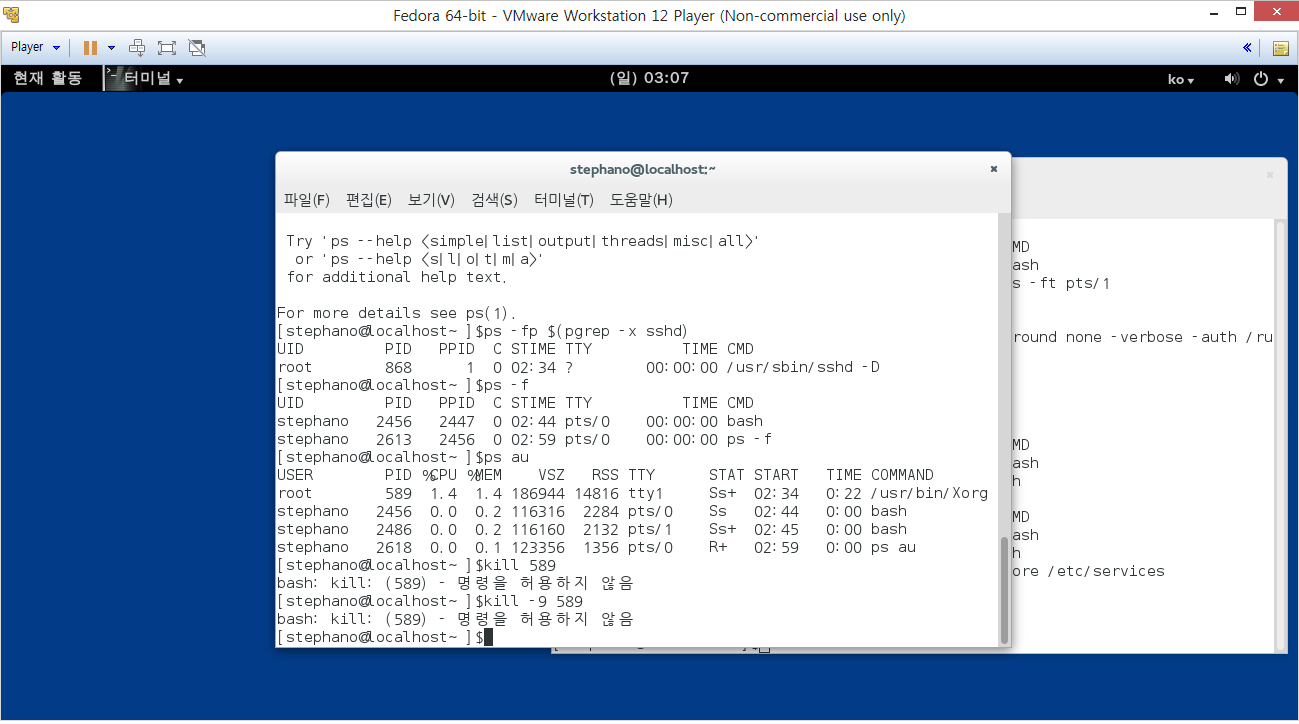 Fedora 64-bit - VMware Workstation 12 Player (Non-commercial use only)
Player
현재 활동
터미널
(일) 03:07
ko
stephano@localhost:~
파일(F) 편집(E) 보기(V) 검색(S) 터미널(T) 도움말(H)
Try 'ps --help <simple|list|output|threads|misc|all>'
or 'ps --help <s|l|o|t|m|a>'
for additional help text.
For more details see ps(1).
[stephano@localhost~ ]$ps -fp $(pgrep -x sshd)
UID PID PPID C STIME TTY TIME CMD
root 868 1 0 02:34 ? 00:00:00 /usr/sbin/sshd -D
[stephano@localhost~ ]$ps -f
UID PID PPID C STIME TTY TIME CMD
stephano 2456 2447 0 02:44 pts/0 00:00:00 bash
stephano 2613 2456 0 02:59 pts/0 00:00:00 ps -f
[stephano@localhost~ ]$ps au
USER PID %CPU %MEM VSZ RSS TTY STAT START TIME COMMAND
root 589 1.4 1.4 186944 14816 tty1 Ss+ 02:34 0:22 /usr/bin/Xorg
stephano 2456 0.0 0.2 116316 2284 pts/0 Ss 02:44 0:00 bash
stephano 2486 0.0 0.2 116160 2132 pts/1 Ss+ 02:45 0:00 bash
stephano 2618 0.0 0.1 123356 1356 pts/0 R+ 02:59 0:00 ps au
[stephano@localhost~ ]$kill 589
bash: kill: (589) - 명령을 허용하지 않음
[stephano@localhost~ ]$kill -9 589
bash: kill: (589) - 명령을 허용하지 않음
[stephano@localhost~ ]$
MD
ash
s -ft pts/1
round none -verbose -auth /ru
MD
ash
h
MD
ash
h
ore /etc/services